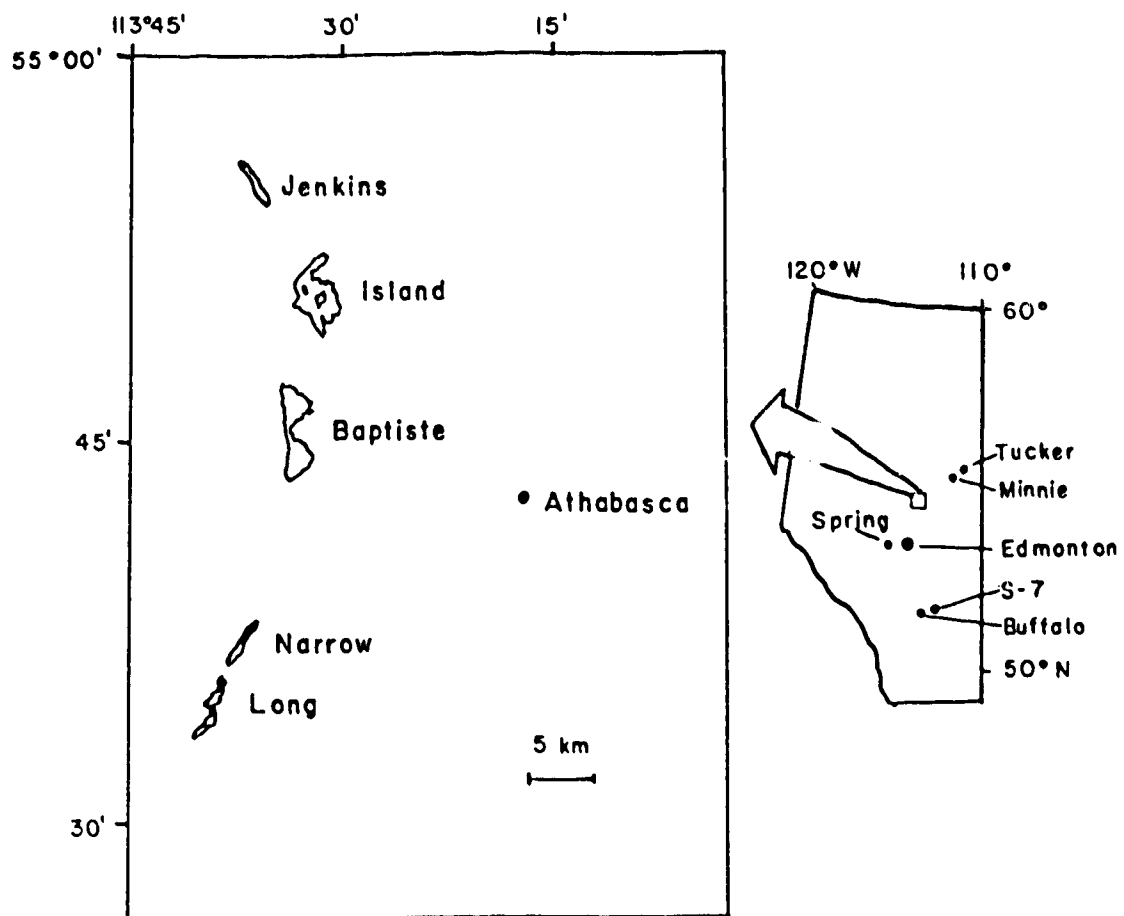 113°45' 30' 15'
55°00'
Jenkins
Island
Baptiste
45'
Athabasca
Narrow
Long
5 km
30'
120°W 110°
60°
Tucker
Minnie
Spring
Edmonton
S-7
Buffalo
50°N